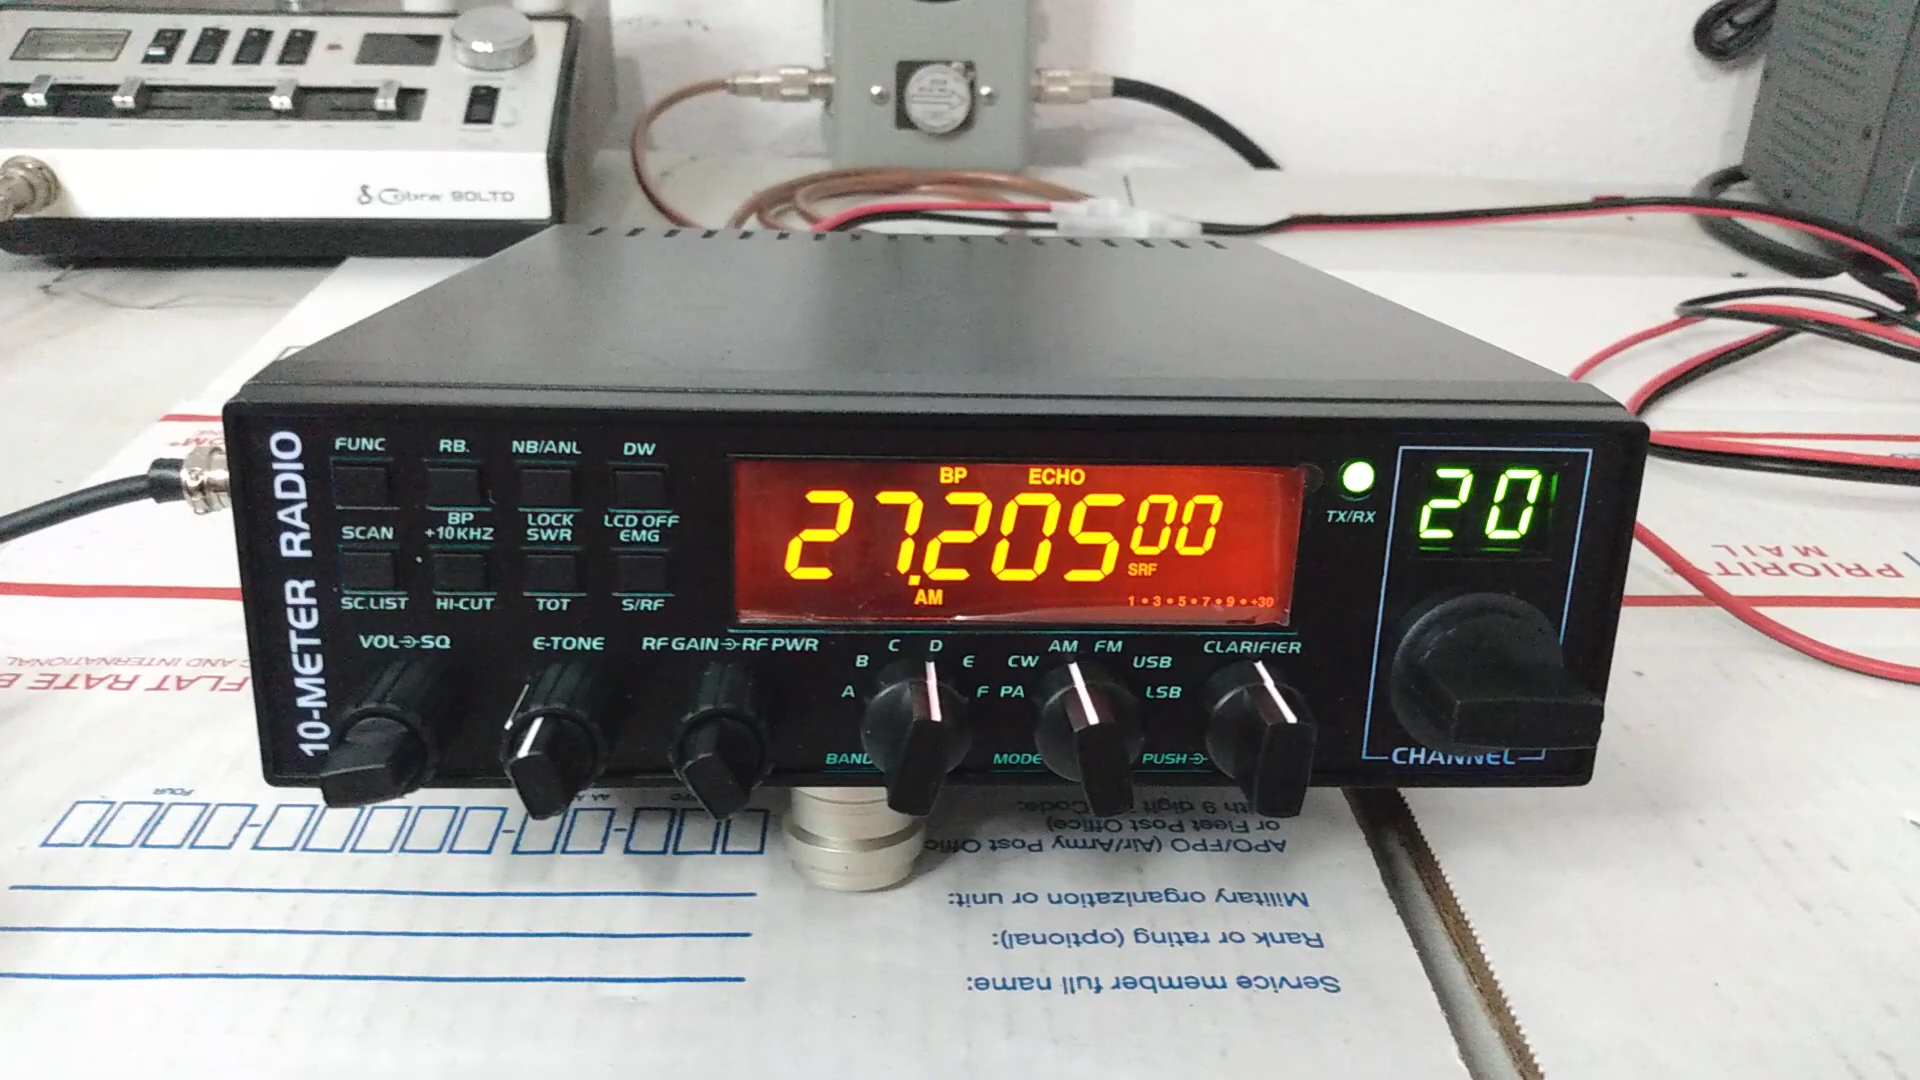 Cobra 90LTD
10-METER RADIO
FUNC RB. NB/ANL DW
SCAN BP +10KHZ LOCK SWR LCD OFF EMG
SC.LIST HI-CUT TOT S/RF
VOL SQ E-TONE RF GAIN RF PWR
BP ECHO
27.20500
SRF
AM
1 • 3 • 5 • 7 • 9 • +30
TX/RX
20
A B C D E F
BAND
PA CW AM FM USB LSB
MODE
CLARIFIER
PUSH
CHANNEL
PRIORITY
MAIL
FLAT RATE
AND INTERNATIONAL
FOUR
or Fleet Post Office)
APO/FPO (Air/Army Post
Military organization or unit:
Rank or rating (optional):
Service member full name: